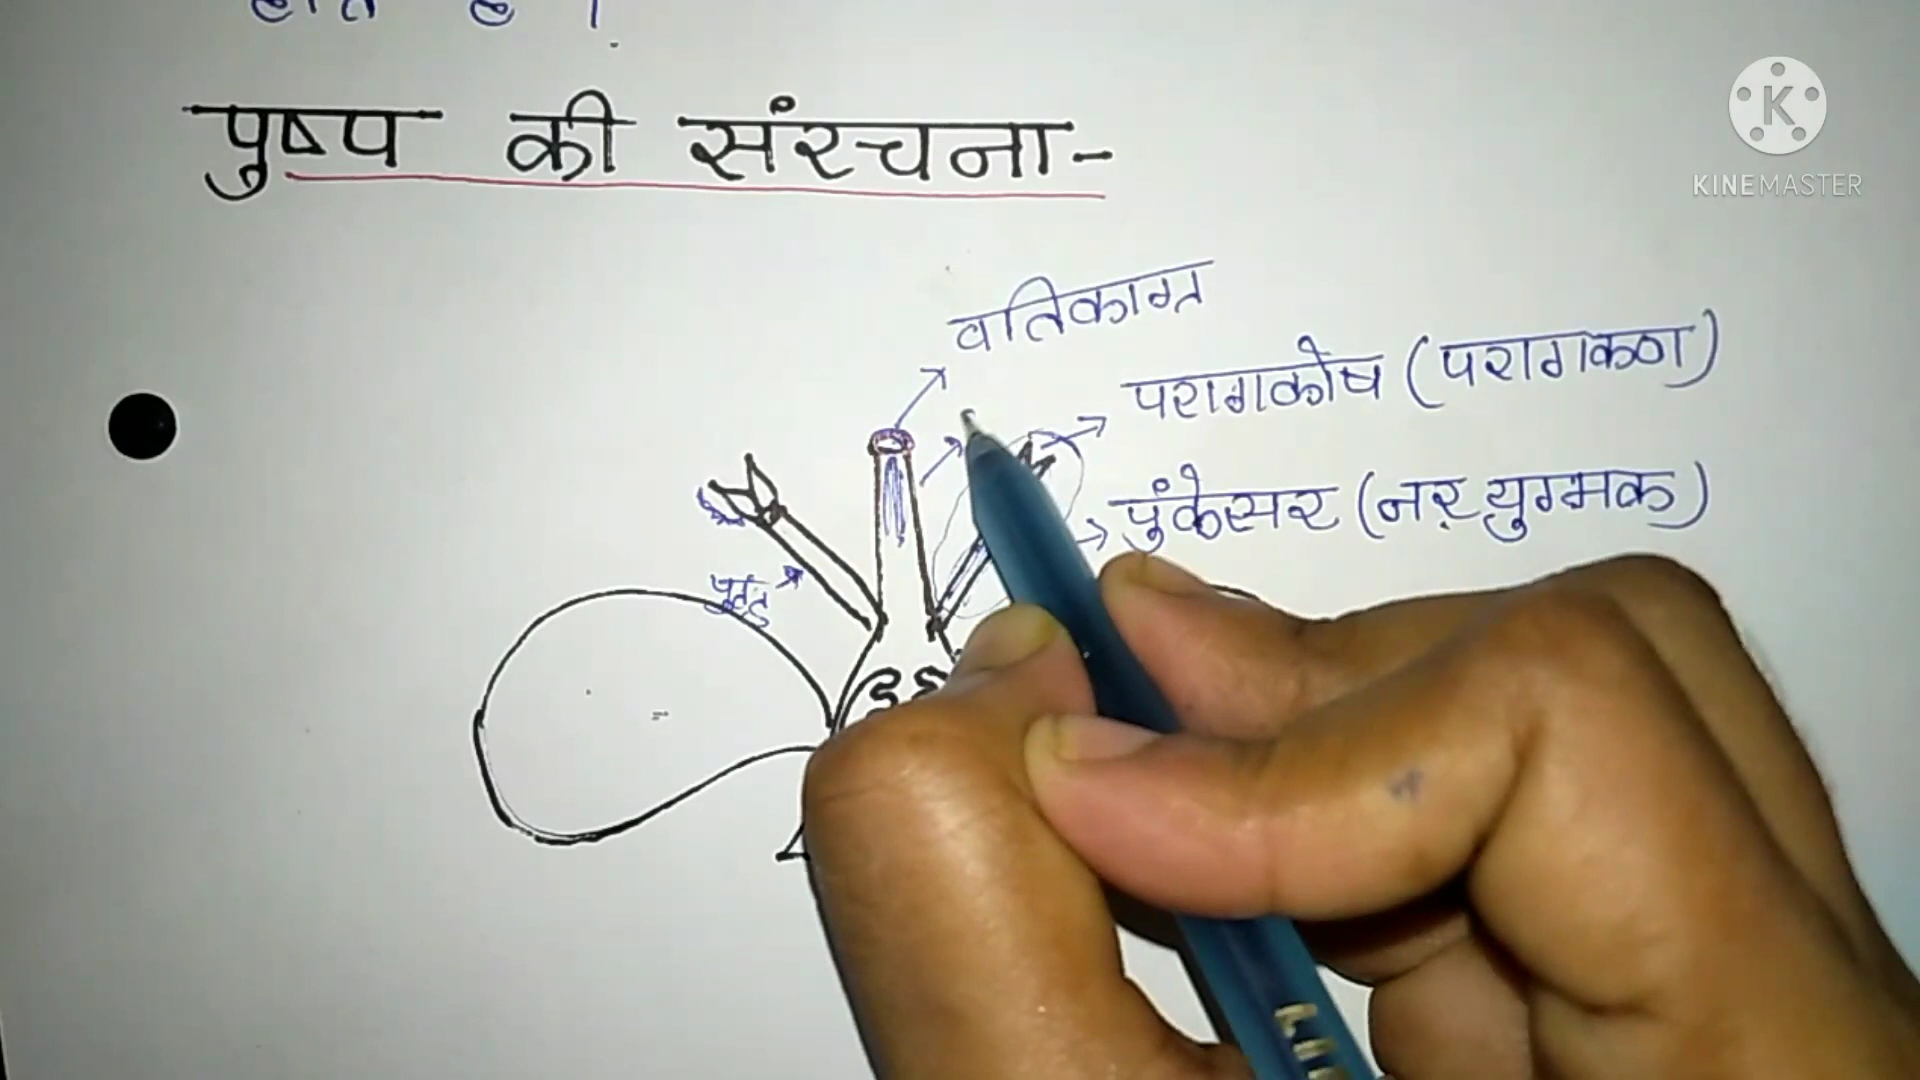 होते है।
पुष्प की संरचना-
KINEMASTER
वर्तिकाग्र
परागकोष (परागकण)
पुंकेसर (नर युग्मक)
पुतंतु